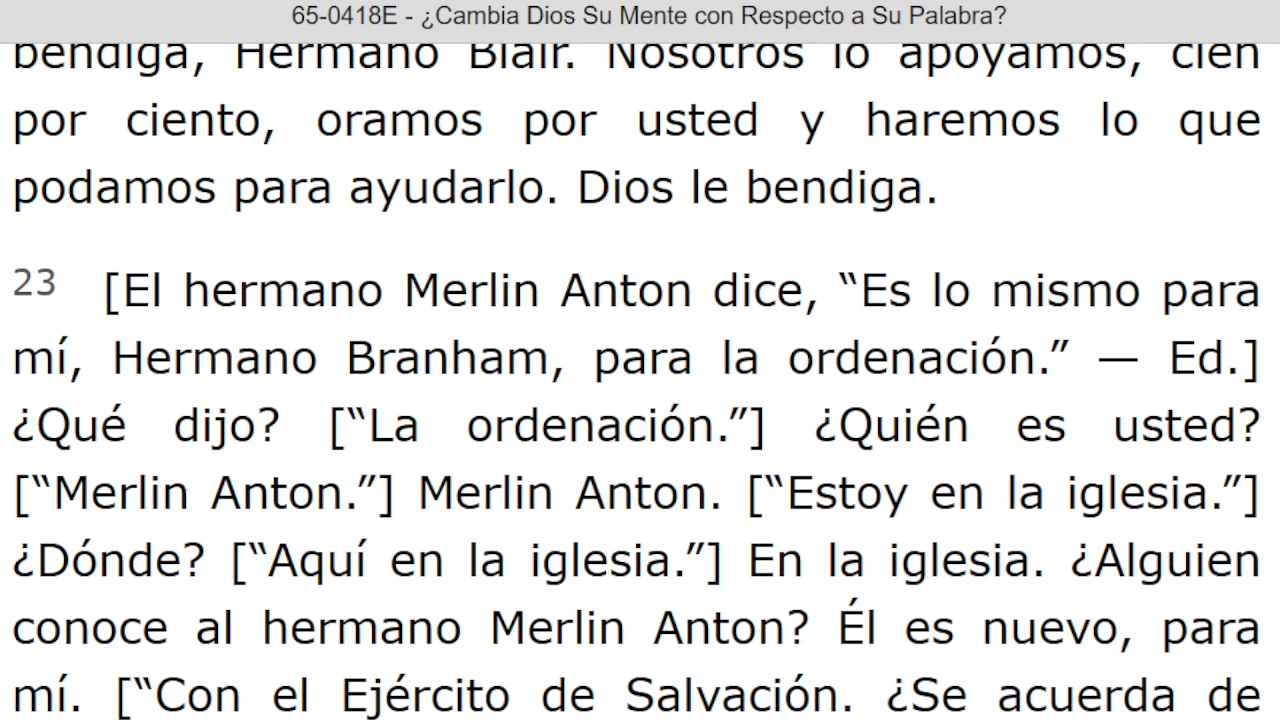 65-0418E - ¿Cambia Dios Su Mente con Respecto a Su Palabra?
bendiga, Hermano Blair. Nosotros lo apoyamos, cien
por ciento, oramos por usted y haremos lo que
podamos para ayudarlo. Dios le bendiga.
23 [El hermano Merlin Anton dice, “Es lo mismo para
mí, Hermano Branham, para la ordenación.” — Ed.]
¿Qué dijo? [“La ordenación.”] ¿Quién es usted?
[“Merlin Anton.”] Merlin Anton. [“Estoy en la iglesia.”]
¿Dónde? [“Aquí en la iglesia.”] En la iglesia. ¿Alguien
conoce al hermano Merlin Anton? Él es nuevo, para
mí. [“Con el Ejército de Salvación. ¿Se acuerda de